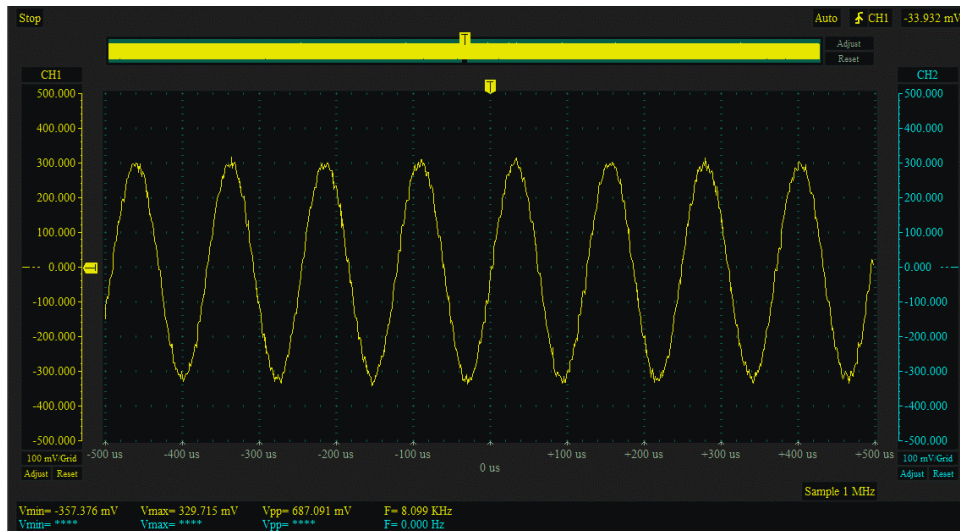 Stop Auto CH1 -33.932 mV
T
Adjust
Reset
CH1 CH2
T
500.000 500.000
400.000 400.000
300.000 300.000
200.000 200.000
100.000 100.000
0.000 0.000
-100.000 -100.000
-200.000 -200.000
-300.000 -300.000
-400.000 -400.000
-500.000 -500.000
-500 us -400 us -300 us -200 us -100 us 0 us +100 us +200 us +300 us +400 us +500 us
100 mV/Grid 100 mV/Grid
Adjust Reset Adjust Reset
Sample 1 MHz
Vmin= -357.376 mV Vmax= 329.715 mV Vpp= 687.091 mV F= 8.099 KHz
Vmin= **** Vmax= **** Vpp= **** F= 0.000 Hz